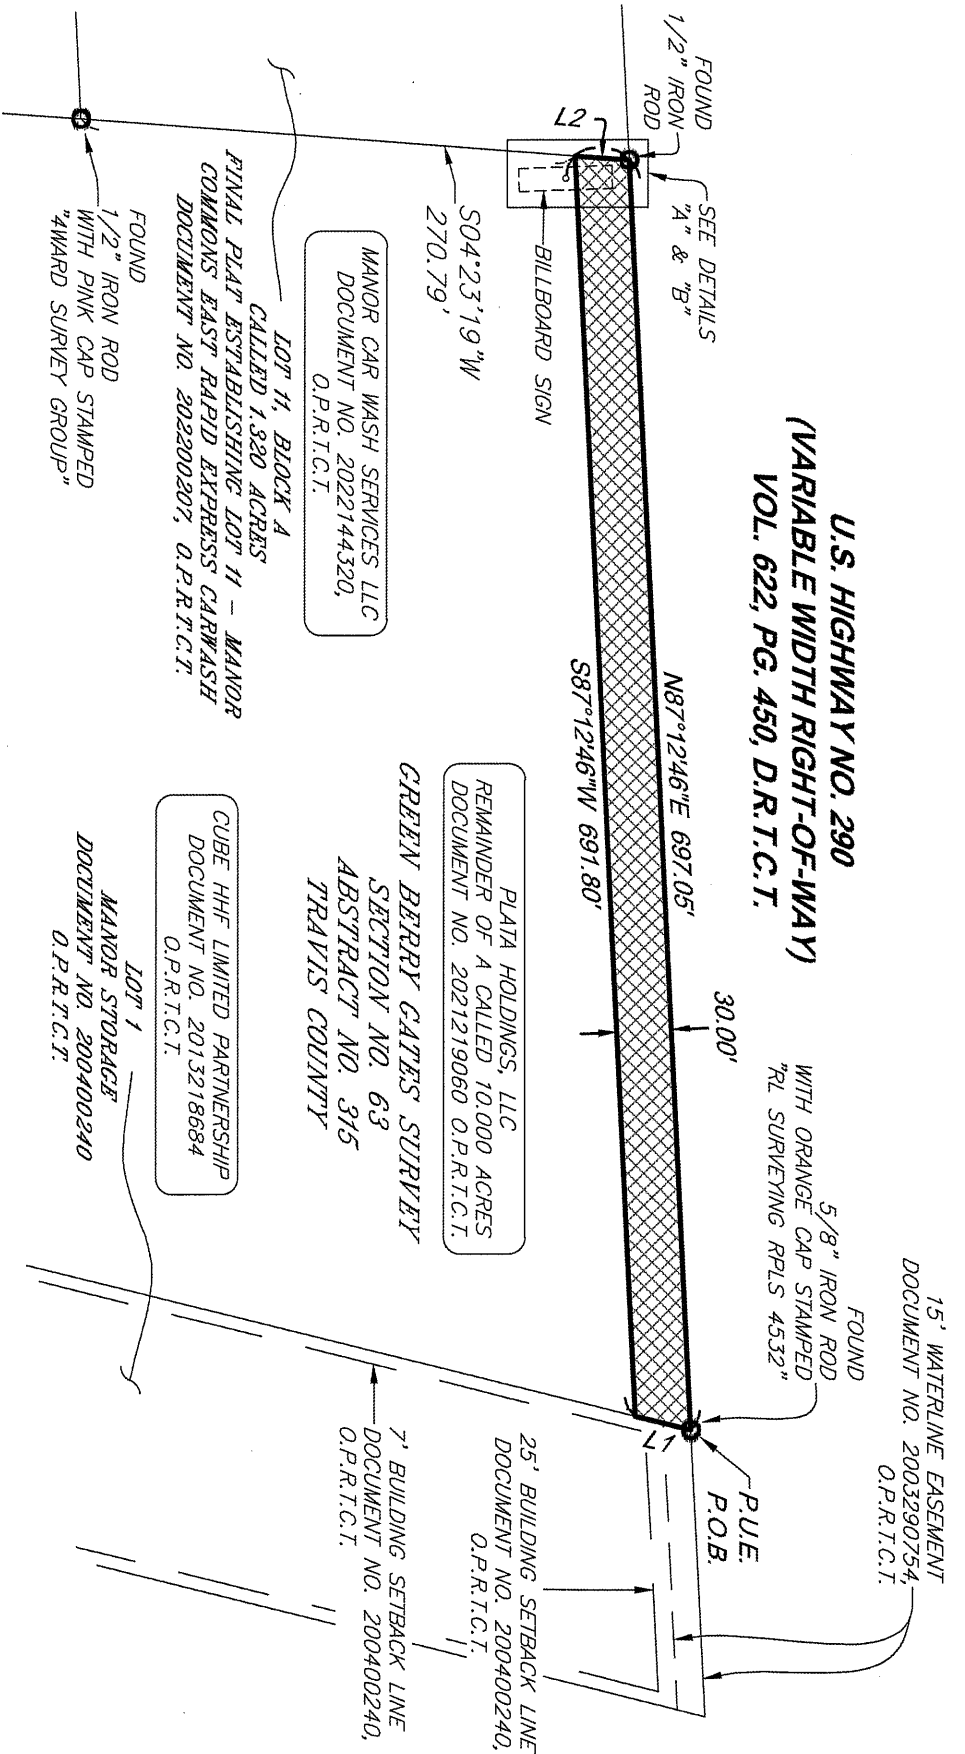 U.S. HIGHWAY NO. 290
(VARIABLE WIDTH RIGHT-OF-WAY)
VOL. 622, PG. 450, D.R.T.C.T.
15' WATERLINE EASEMENT
DOCUMENT NO. 2003290754,
O.P.R.T.C.T.
FOUND
5/8" IRON ROD
WITH ORANGE CAP STAMPED
"RL SURVEYING RPLS 4532"
P.U.E.
P.O.B.
FOUND
1/2" IRON
ROD
SEE DETAILS
"A" & "B"
L2
BILLBOARD SIGN
30.00'
N87°12'46"E 697.05'
S87°12'46"W 691.80'
L1
S04°23'19"W
270.79'
25' BUILDING SETBACK LINE
DOCUMENT NO. 200400240,
O.P.R.T.C.T.
7' BUILDING SETBACK LINE
DOCUMENT NO. 200400240,
O.P.R.T.C.T.
PLATA HOLDINGS, LLC
REMAINDER OF A CALLED 10.000 ACRES
DOCUMENT NO. 2021219060 O.P.R.T.C.T.
GREEN BERRY GATES SURVEY
SECTION NO. 63
ABSTRACT NO. 315
TRAVIS COUNTY
MANOR CAR WASH SERVICES LLC
DOCUMENT NO. 2022144320,
O.P.R.T.C.T.
LOT 11, BLOCK A
CALLED 1.320 ACRES
FINAL PLAT ESTABLISHING LOT 11 - MANOR
COMMONS EAST RAPID EXPRESS CARWASH
DOCUMENT NO. 202200207, O.P.R.T.C.T.
FOUND
1/2" IRON ROD
WITH PINK CAP STAMPED
"4WARD SURVEY GROUP"
CUBE HHF LIMITED PARTNERSHIP
DOCUMENT NO. 2013218684
O.P.R.T.C.T.
LOT 1
MANOR STORAGE
DOCUMENT NO. 200400240
O.P.R.T.C.T.